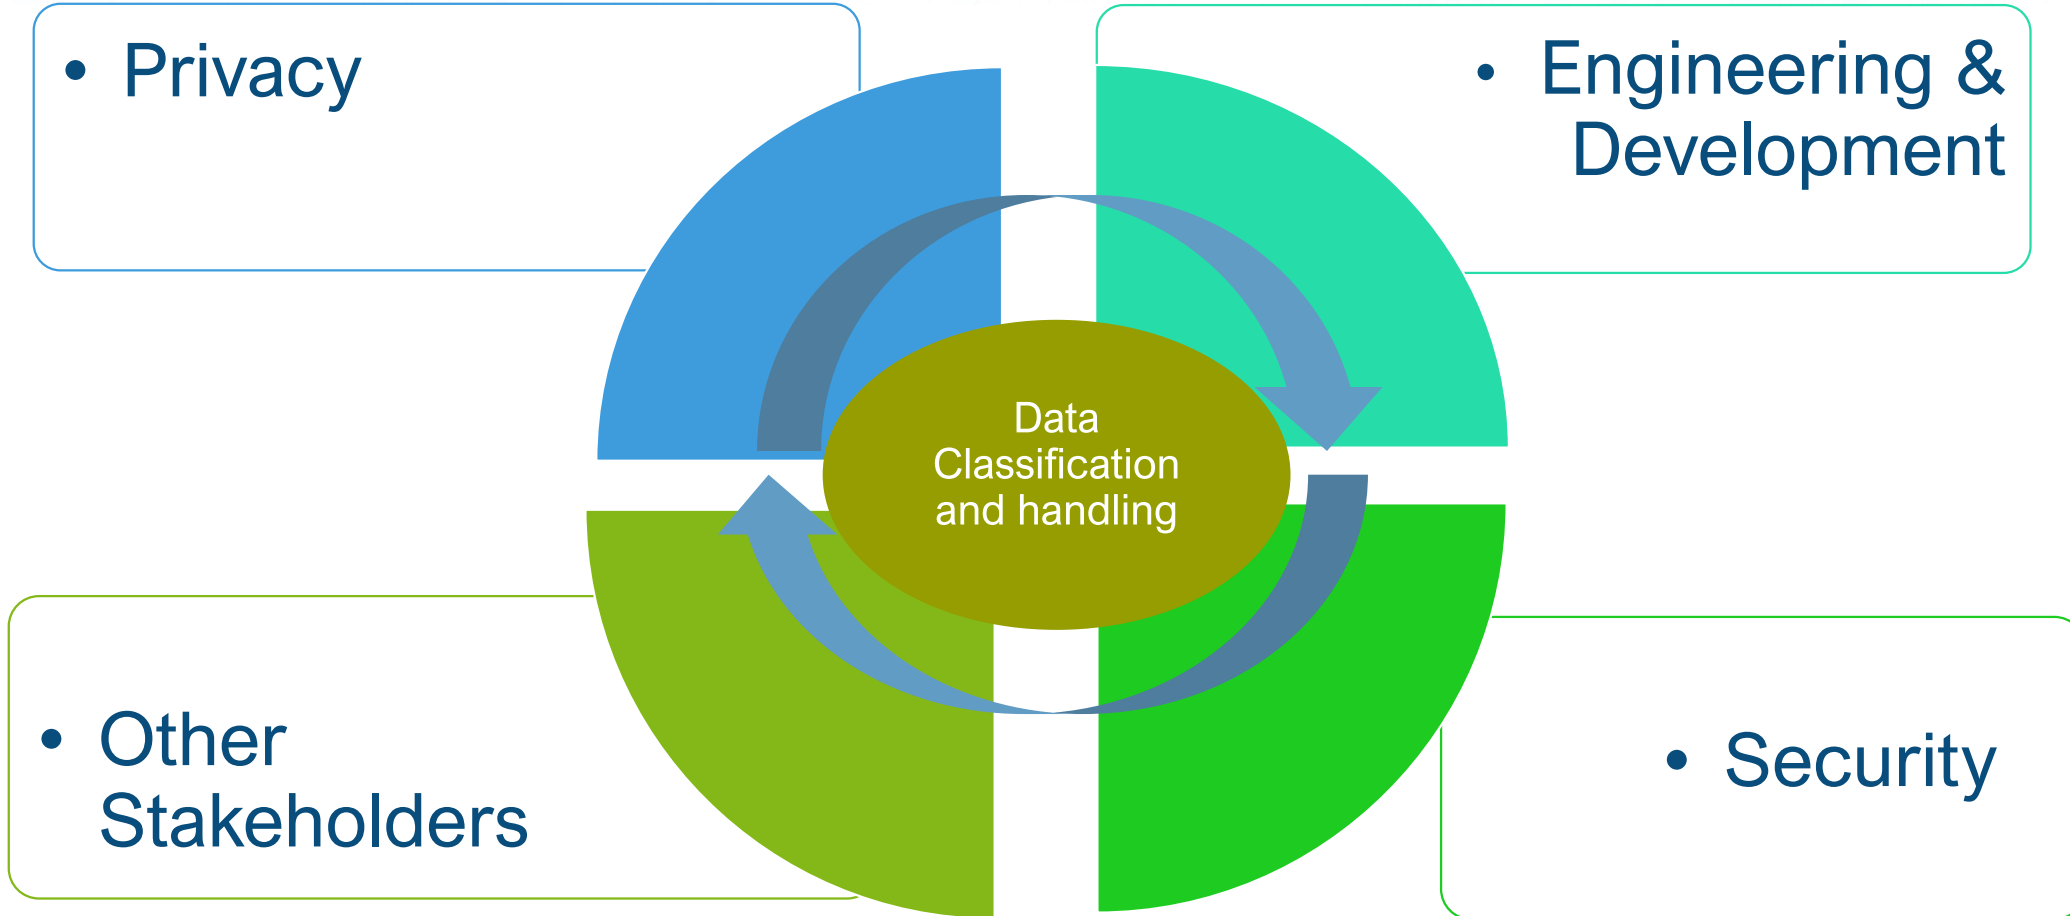 • Privacy
• Engineering &
Development
Data
Classification
and handling
• Other
Stakeholders
• Security